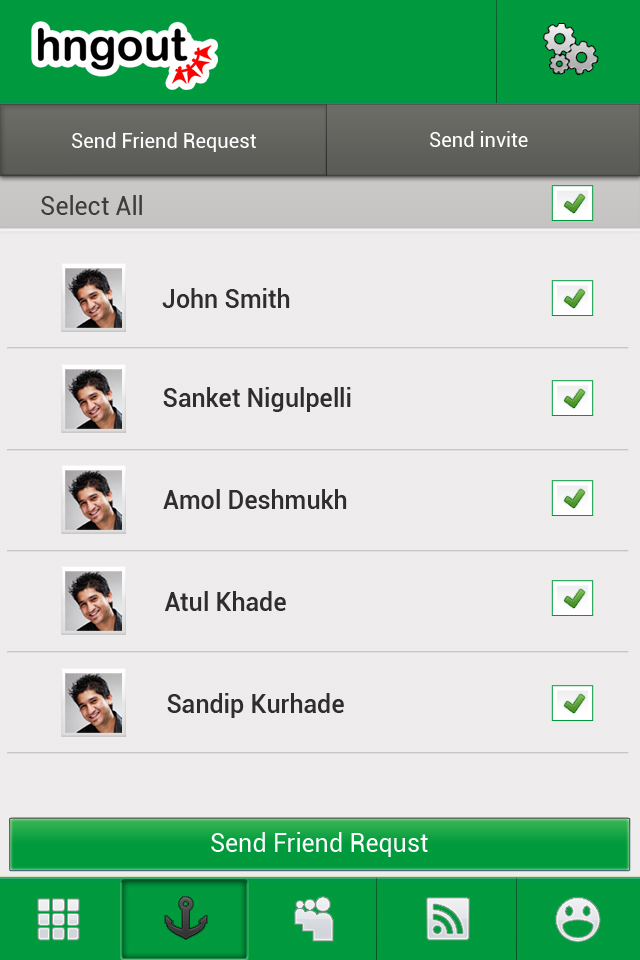 hngout
Send Friend Request
Send invite
Select All
John Smith
Sanket Nigulpelli
Amol Deshmukh
Atul Khade
Sandip Kurhade
Send Friend Requst